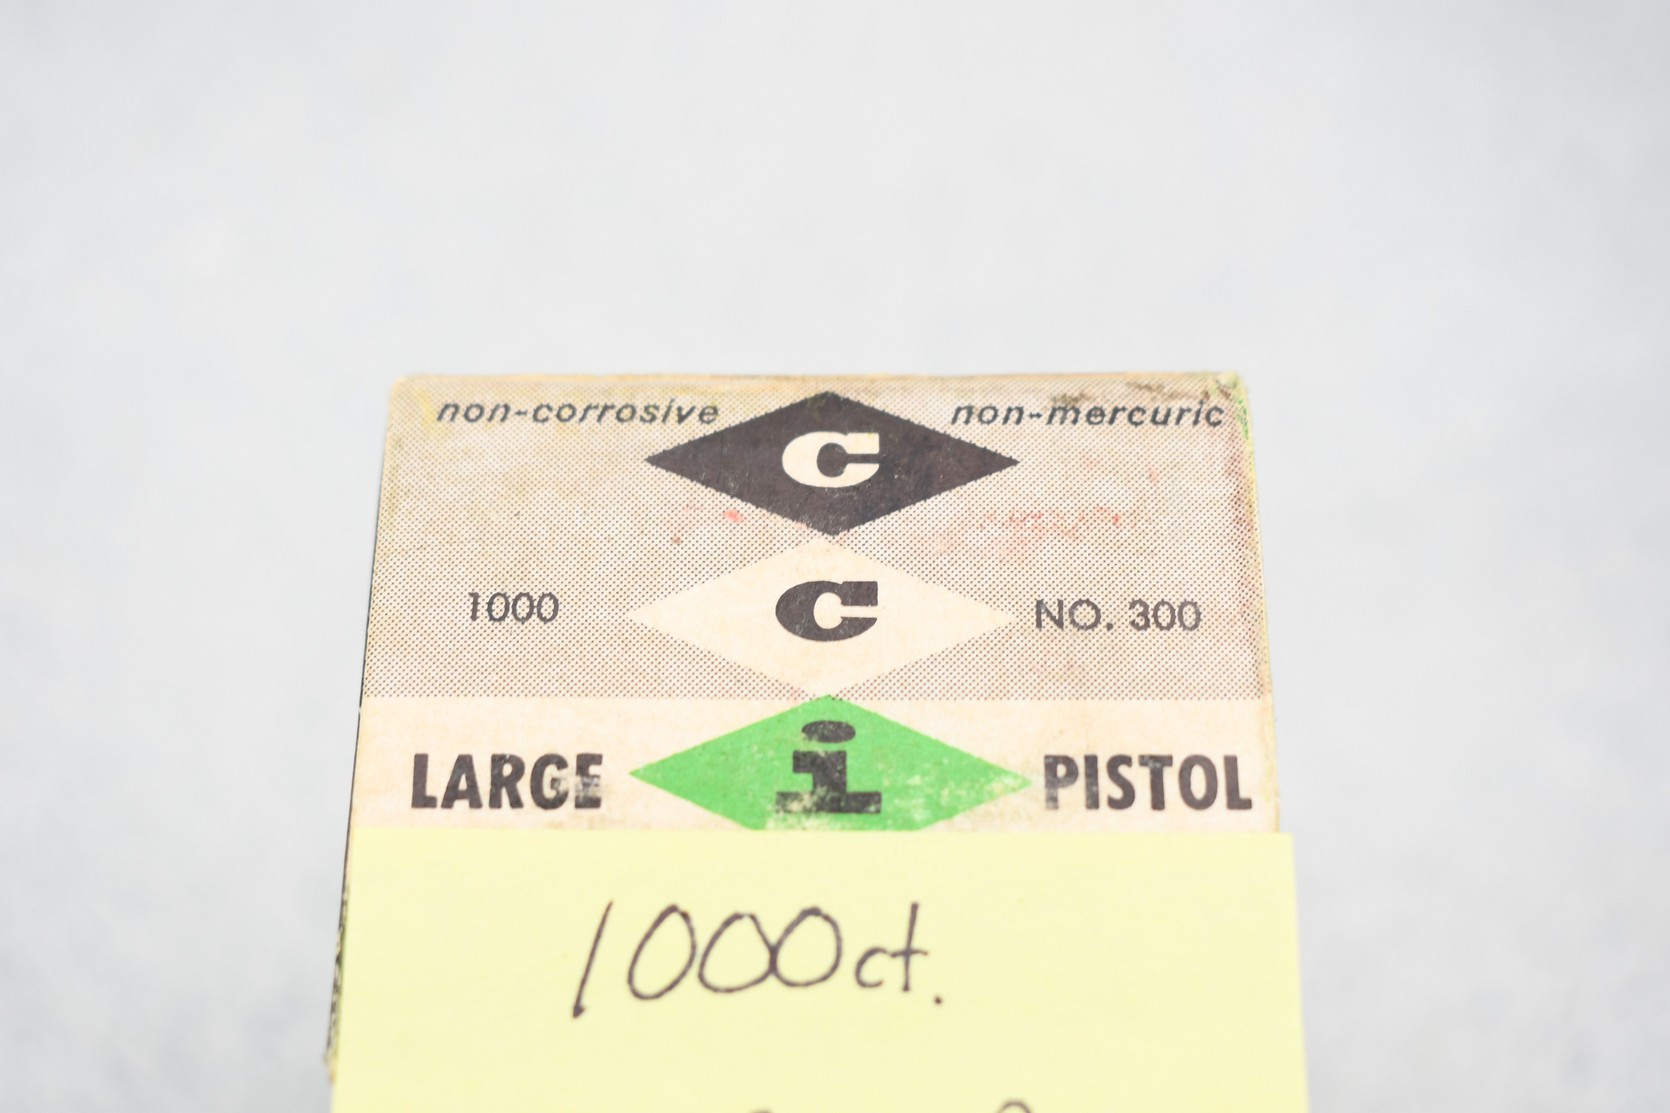 non-corrosive C non-mercuric
1000 C NO. 300
LARGE i PISTOL
1000 ct.